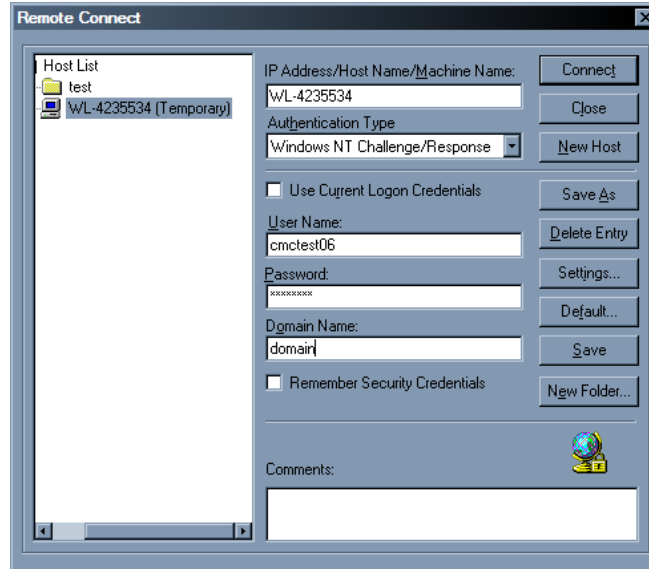 Remote Connect
Host List
test
WL-4235534 (Temporary)
IP Address/Host Name/Machine Name:
WL-4235534
Authentication Type
Windows NT Challenge/Response
Use Current Logon Credentials
User Name:
cmctest06
Password:
********
Domain Name:
domain
Remember Security Credentials
Comments:
Connect
Close
New Host
Save As
Delete Entry
Settings...
Default...
Save
New Folder...